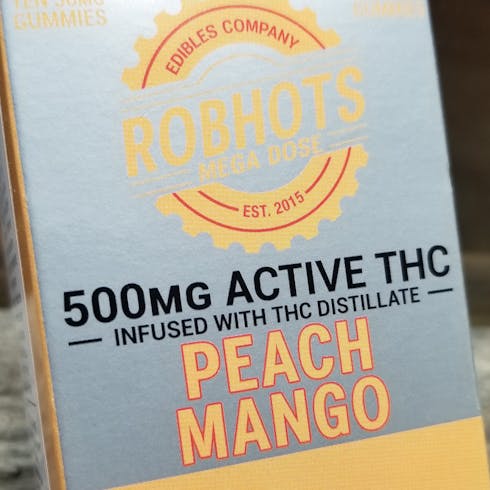 TEN 50MG
GUMMIES
GUMMIES
EDIBLES COMPANY
ROBHOTS
MEGA DOSE
EST. 2015
500MG ACTIVE THC
INFUSED WITH THC DISTILLATE
PEACH
MANGO